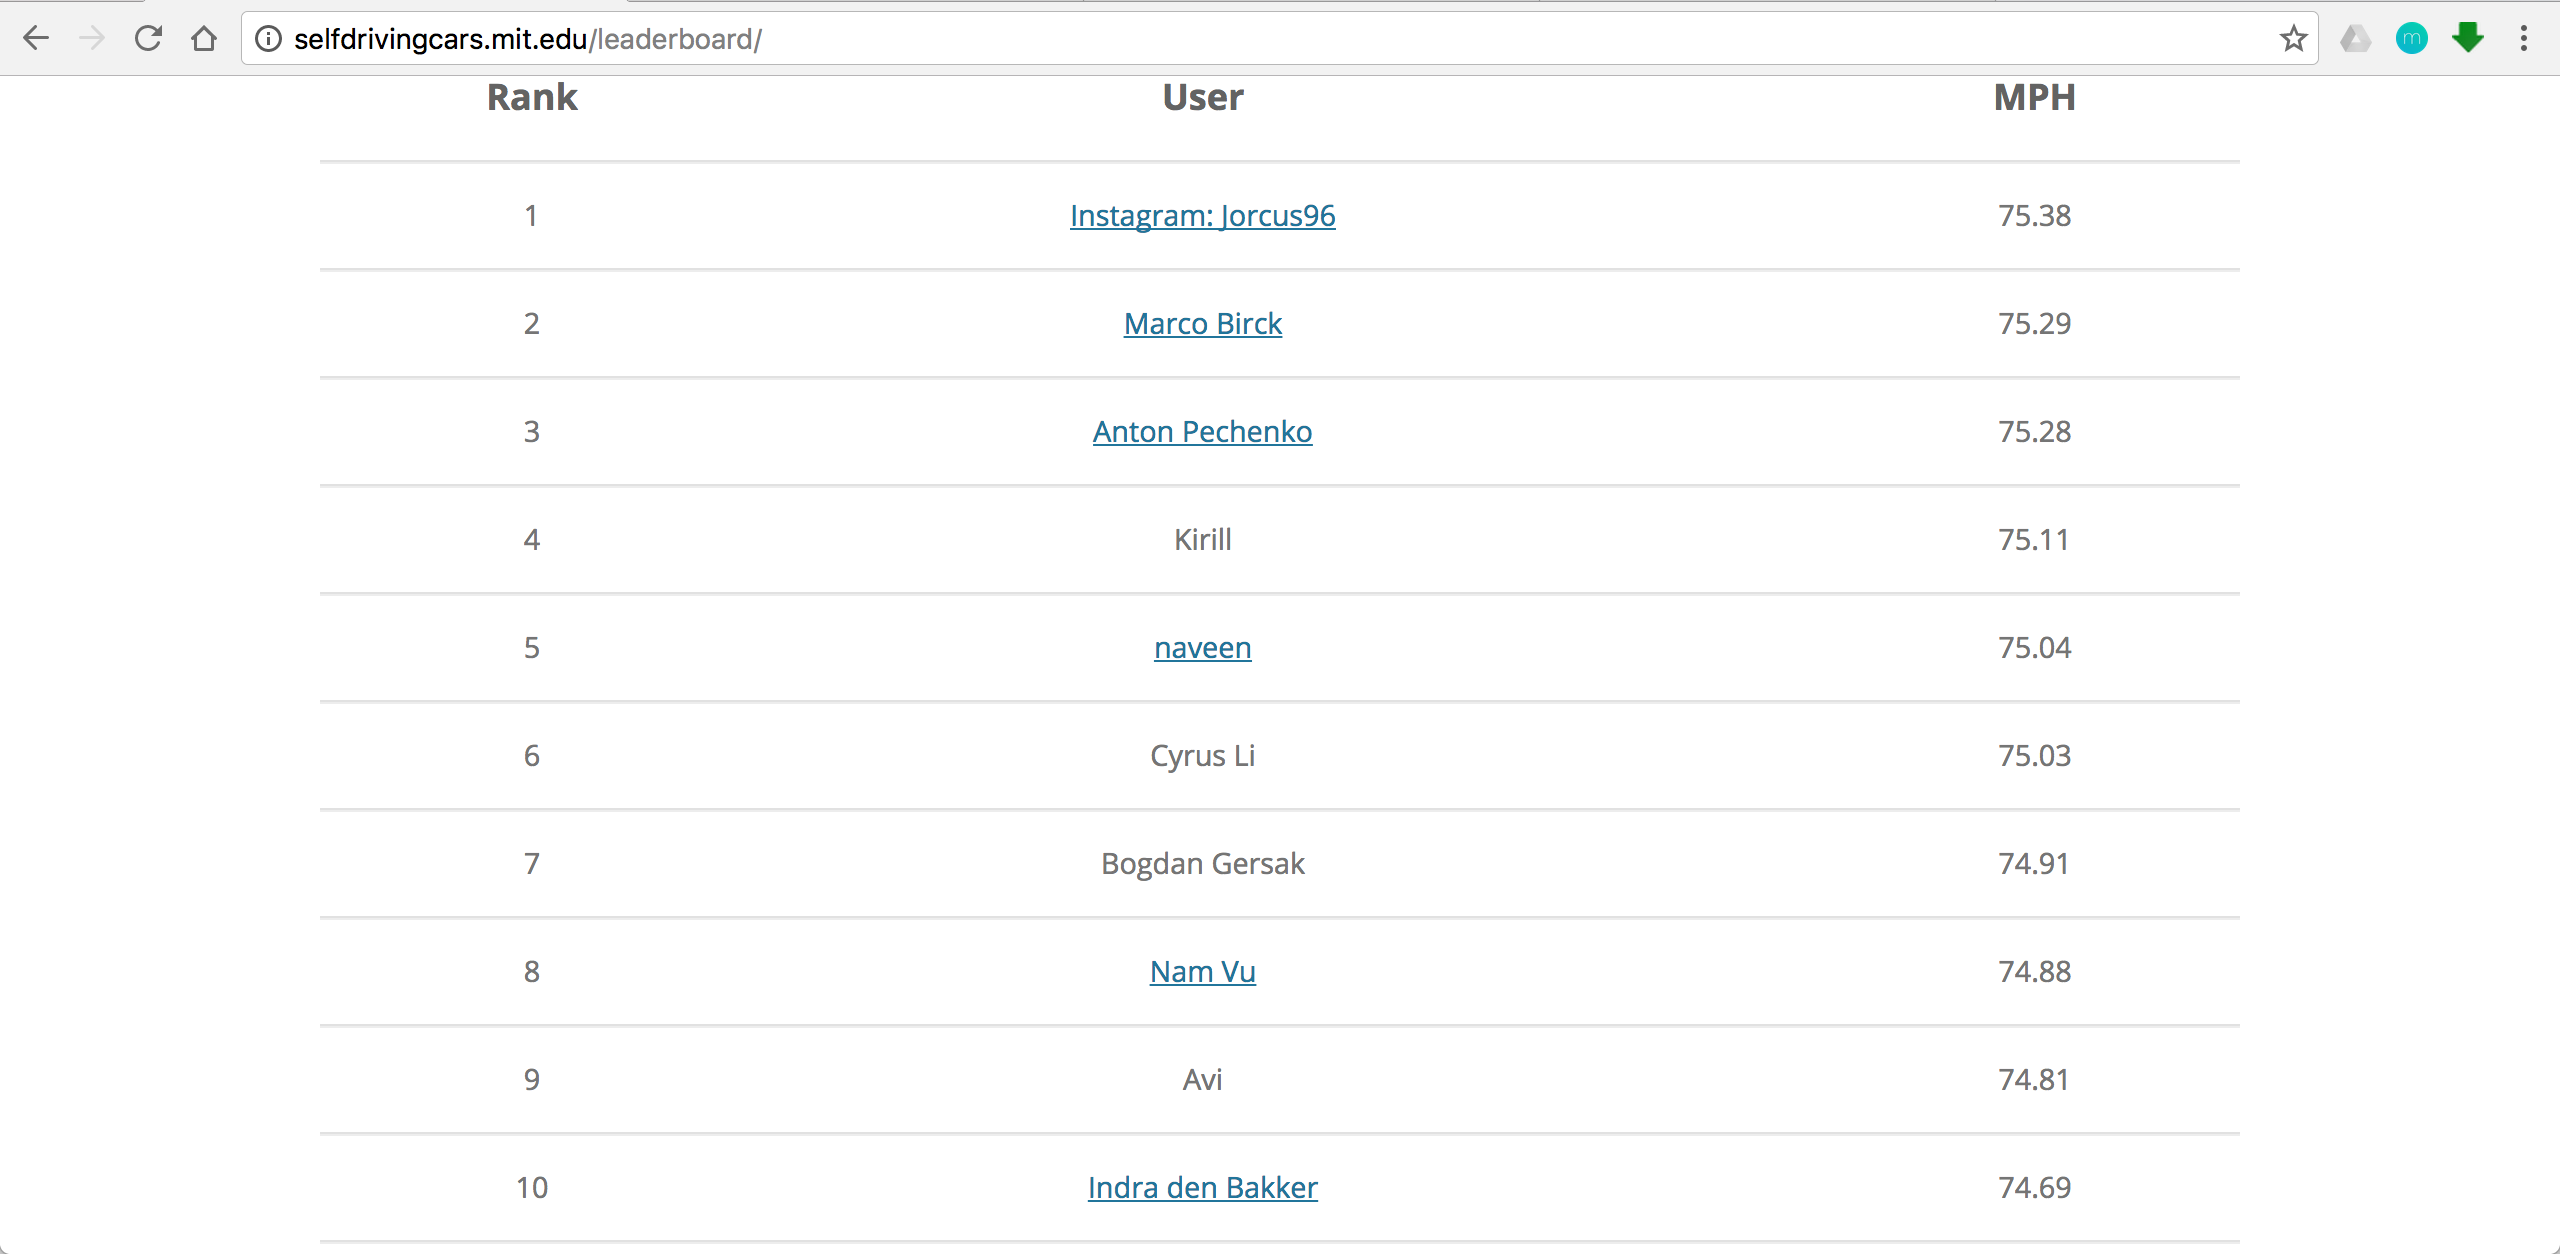 selfdrivingcars.mit.edu/leaderboard/
m
Rank User MPH
1 Instagram: Jorcus96 75.38
2 Marco Birck 75.29
3 Anton Pechenko 75.28
4 Kirill 75.11
5 naveen 75.04
6 Cyrus Li 75.03
7 Bogdan Gersak 74.91
8 Nam Vu 74.88
9 Avi 74.81
10 Indra den Bakker 74.69